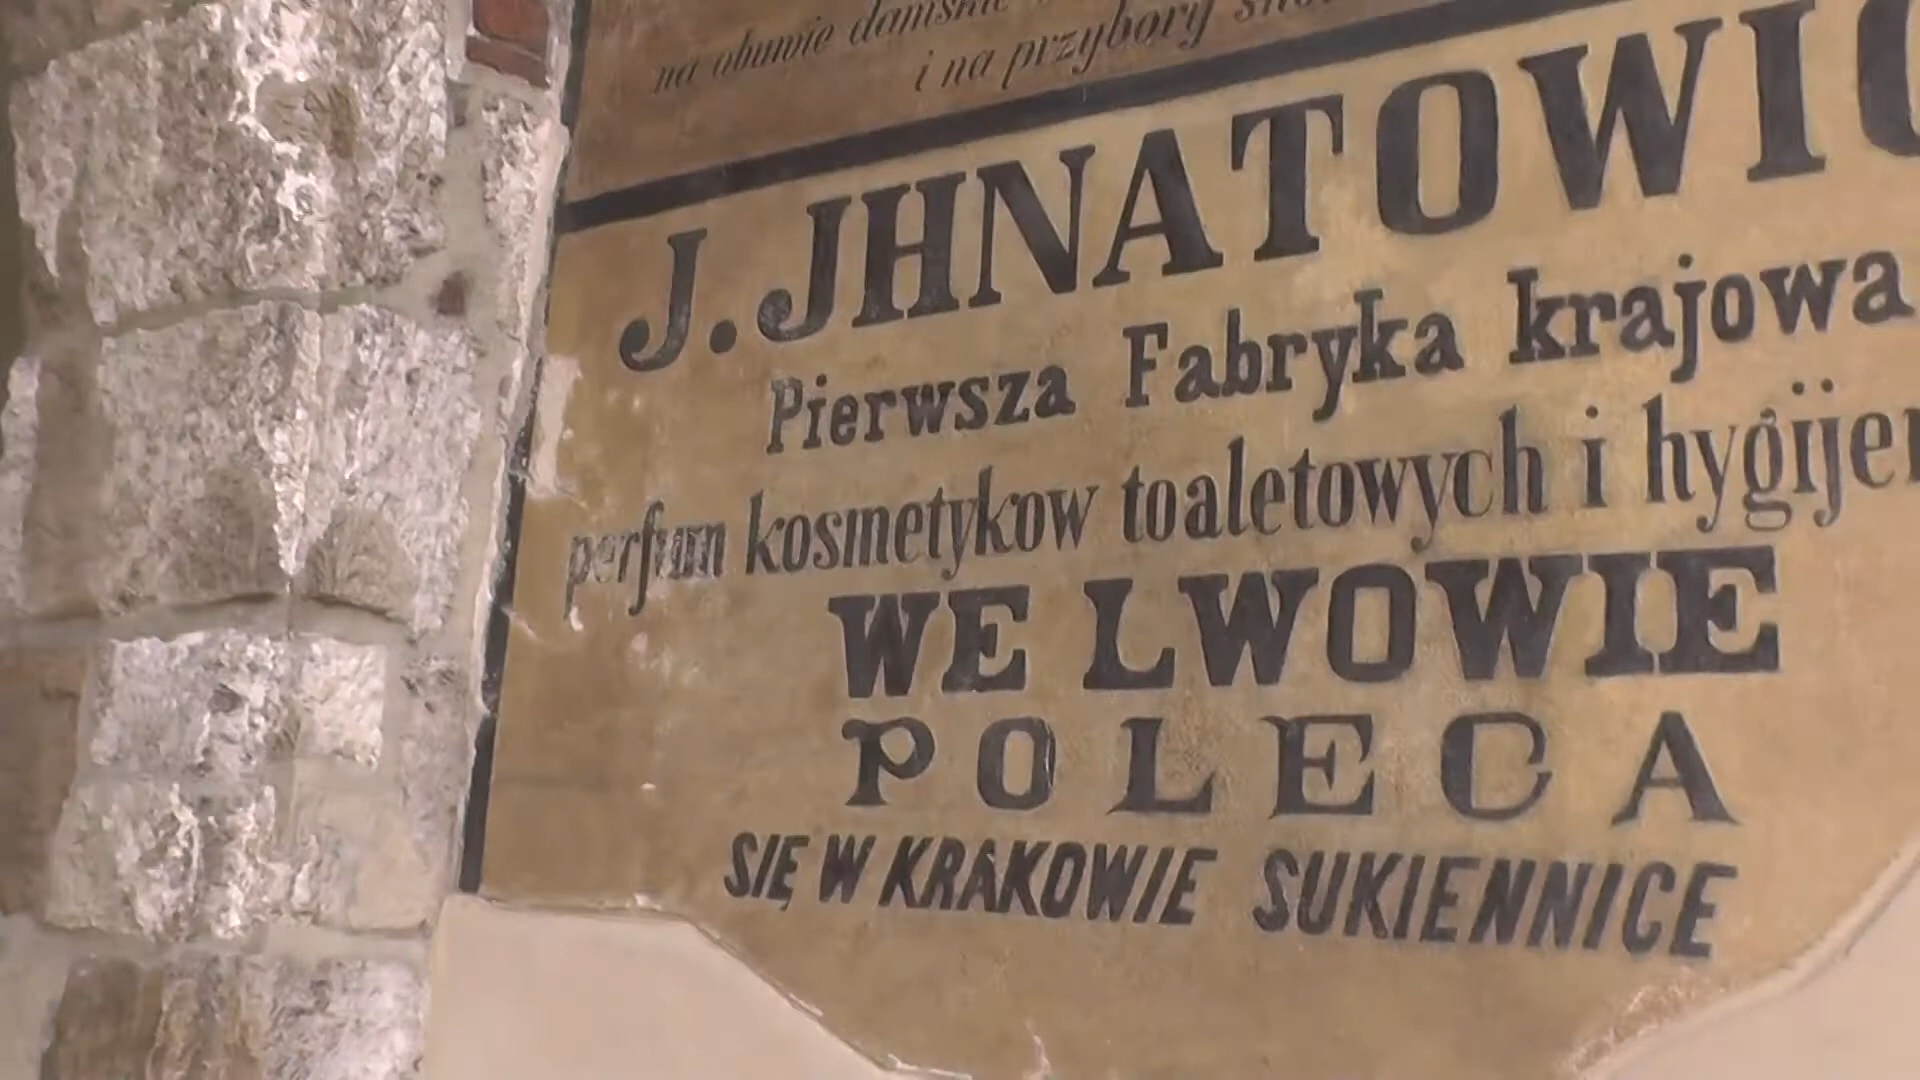 na obuwie damskie
i na przybory
J. JHNATOWIC
Pierwsza Fabryka krajowa
perfum kosmetykow toaletowych i hygijen
WE LWOWIE
POLECA
SIĘ W KRAKOWIE SUKIENNICE